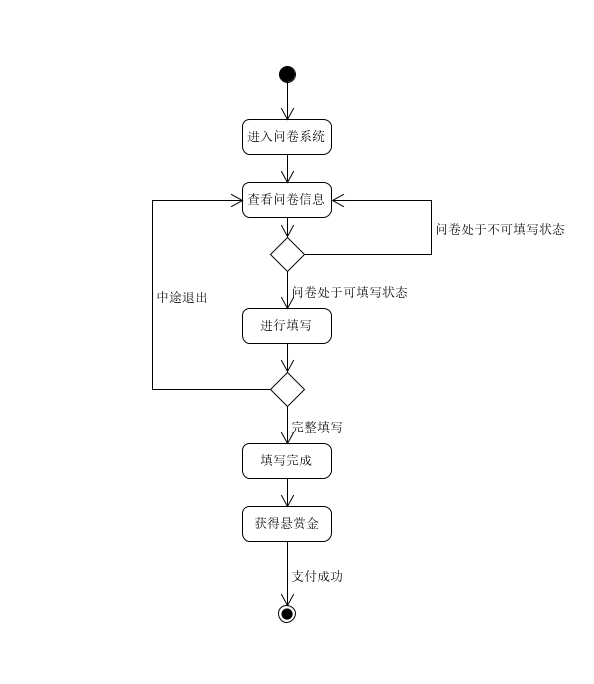 进入问卷系统
查看问卷信息
问卷处于不可填写状态
问卷处于可填写状态
中途退出
进行填写
完整填写
填写完成
获得悬赏金
支付成功